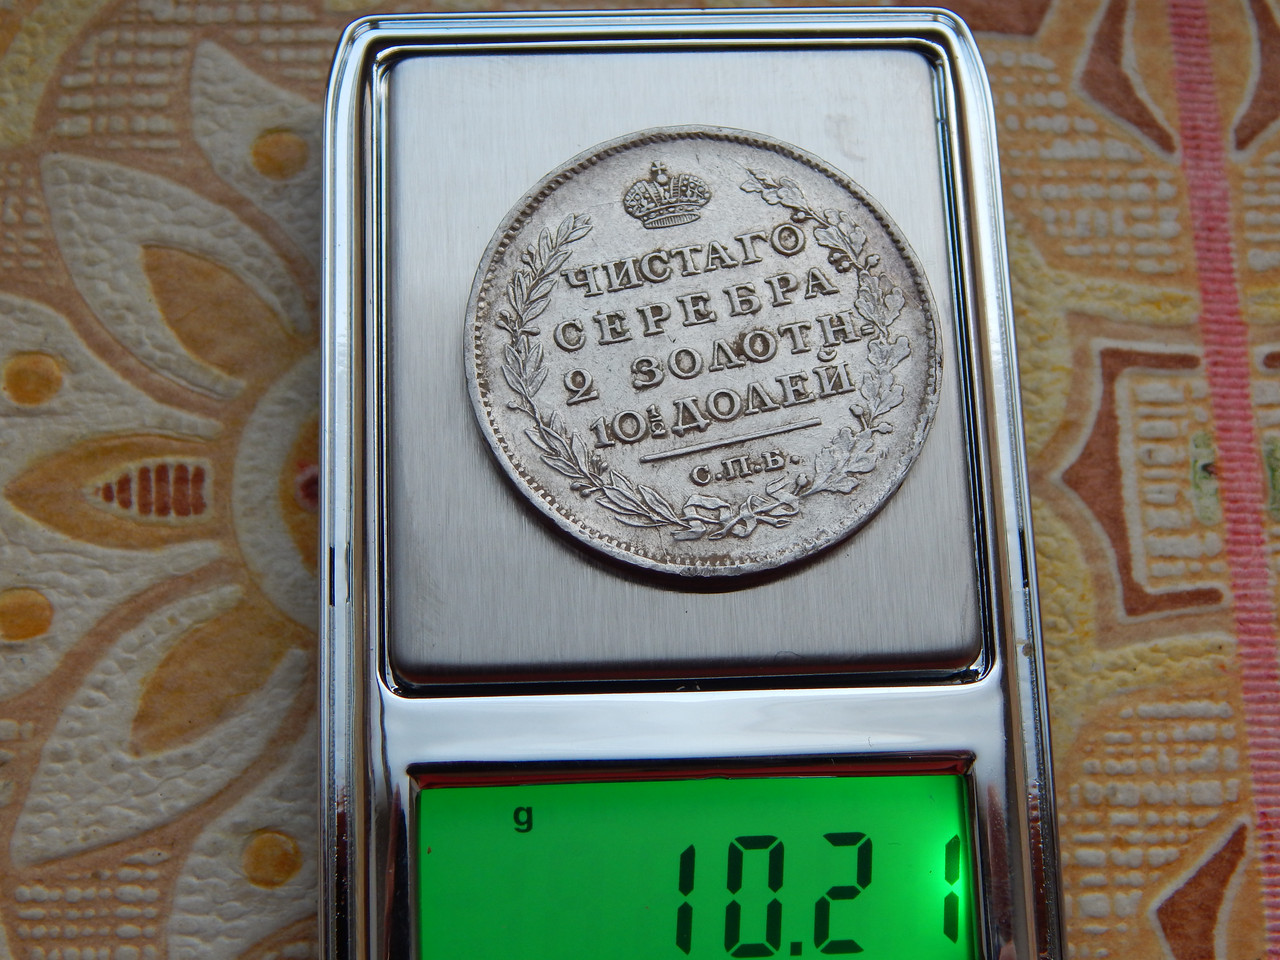 ЧИСТАГО
СЕРЕБРА
2 ЗОЛОТН=
10½ ДОЛЕЙ
С.П.Б.
g
10.21